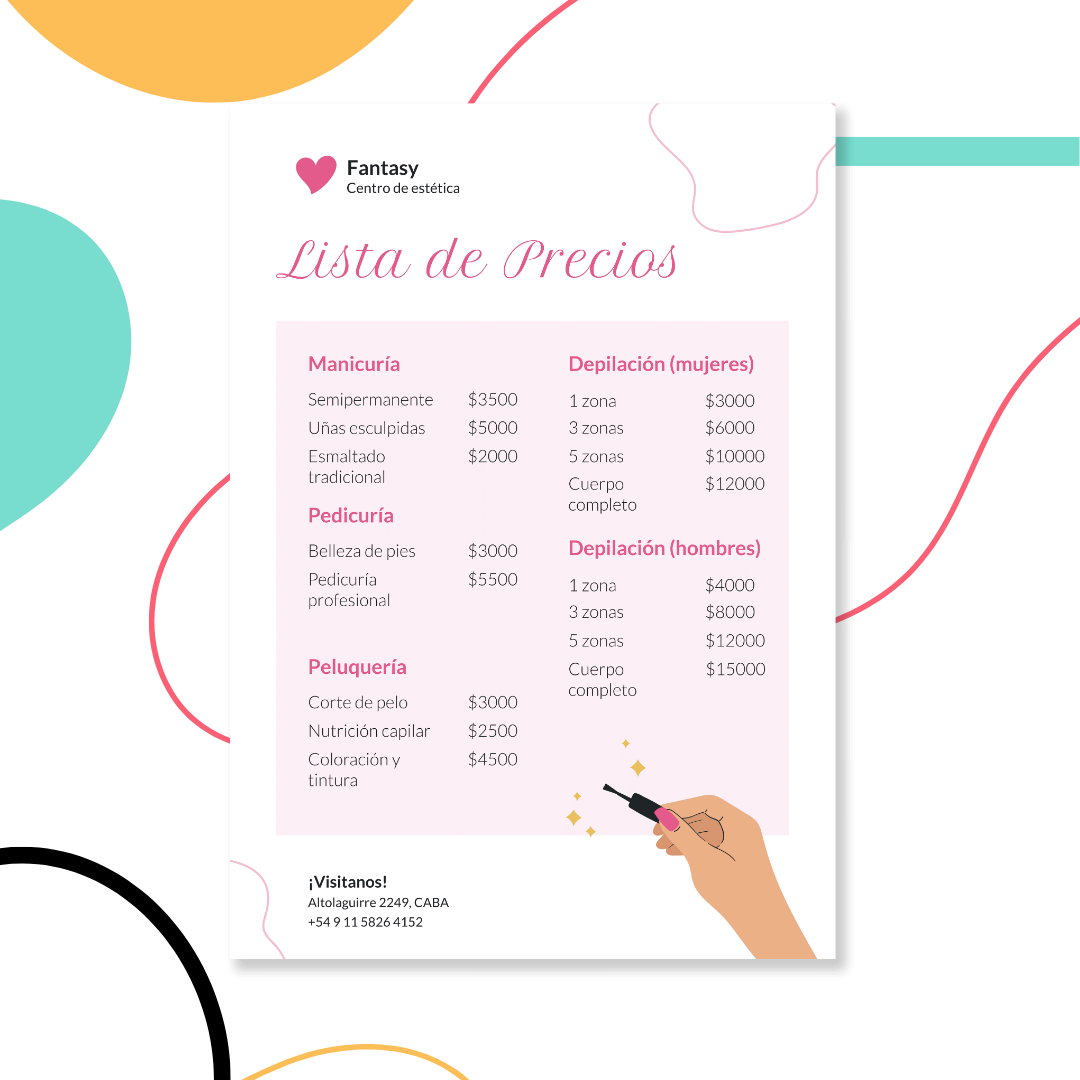 Fantasy
Centro de estética
Lista de Precios
Manicuría
Semipermanente $3500
Uñas esculpidas $5000
Esmaltado $2000
tradicional
Pedicuría
Belleza de pies $3000
Pedicuría $5500
profesional
Peluquería
Corte de pelo $3000
Nutrición capilar $2500
Coloración y $4500
tintura
Depilación (mujeres)
1 zona $3000
3 zonas $6000
5 zonas $10000
Cuerpo $12000
completo
Depilación (hombres)
1 zona $4000
3 zonas $8000
5 zonas $12000
Cuerpo $15000
completo
¡Visitanos!
Altolaguirre 2249, CABA
+54 9 11 5826 4152